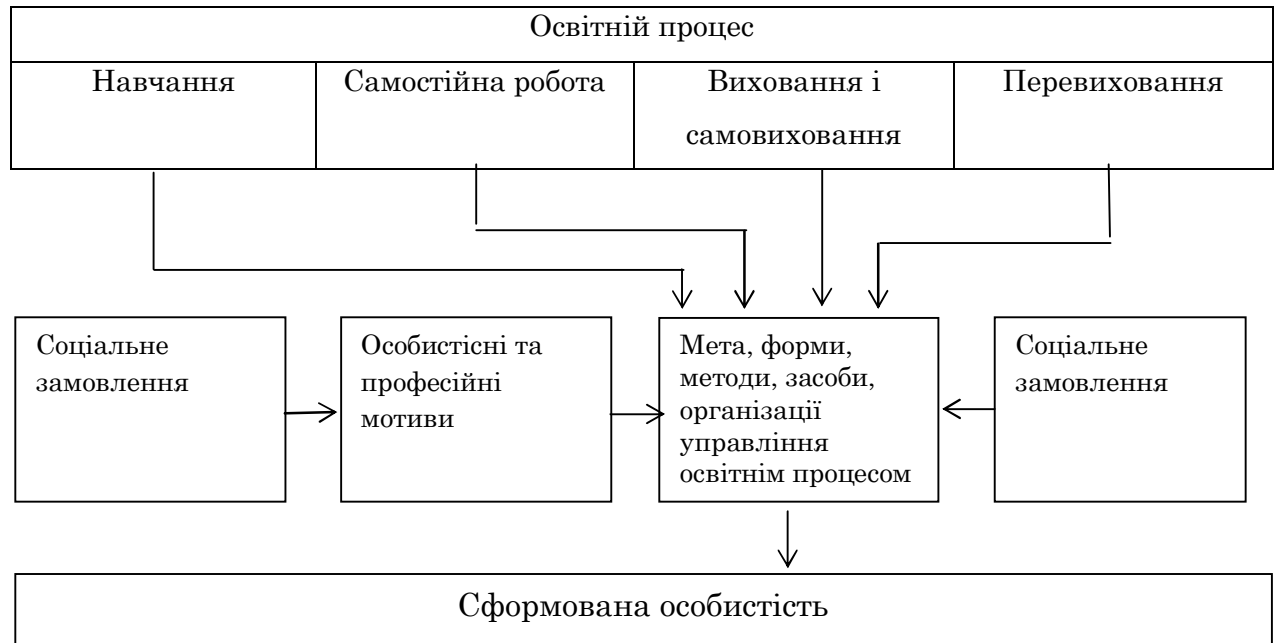 Освітній процес
Навчання
Самостійна робота
Виховання і
самовиховання
Перевиховання
Соціальне
замовлення
Особистісні та
професійні
мотиви
Мета, форми,
методи, засоби,
організації
управління
освітнім процесом
Соціальне
замовлення
Сформована особистість